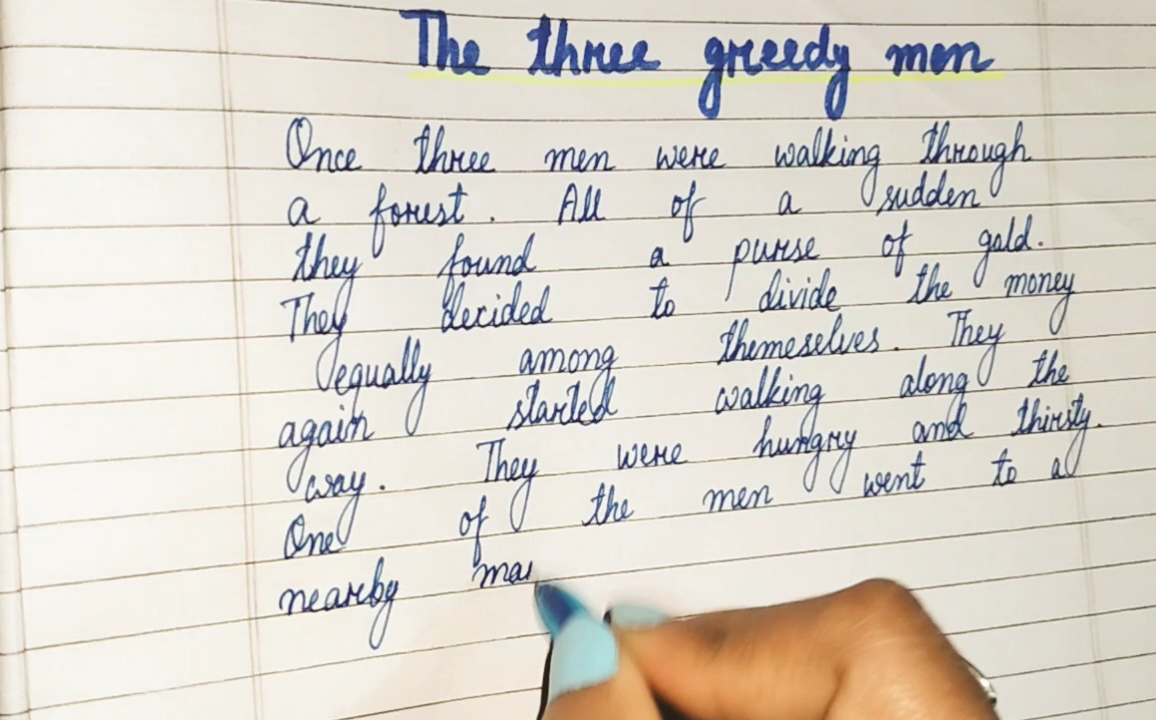 The three greedy men
Once three men were walking through
a forest. All of a sudden
they found a purse of gold.
They decided to divide the money
equally among themeselves. They
again started walking along the
way. They were hungry and thirsty.
One of the men went to a
nearby mar